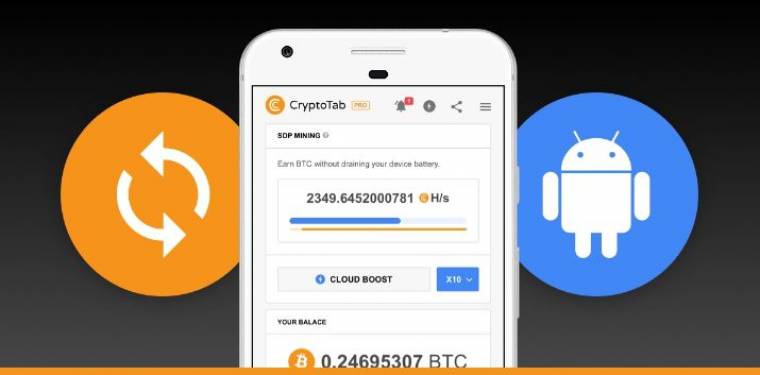 CryptoTab PRO
1
SDP MINING
Earn BTC without draining your device battery.
2349.6452000781 H/s
CLOUD BOOST
X10
YOUR BALACE
0.24695307 BTC